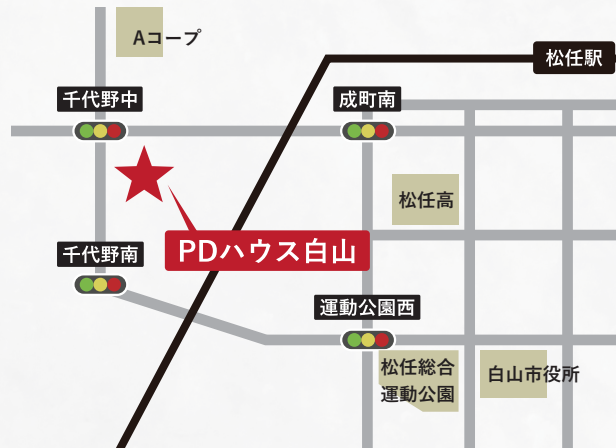 Aコープ
松任駅
千代野中
成町南
松任高
PDハウス白山
千代野南
運動公園西
松任総合
運動公園
白山市役所